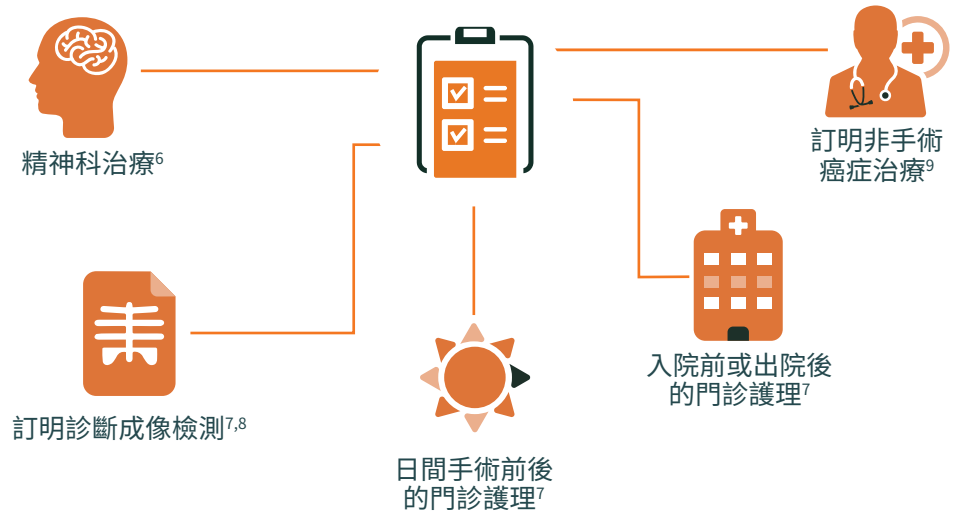 精神科治療⁶
訂明非手術
癌症治療⁹
訂明診斷成像檢測⁷,⁸
入院前或出院後
的門診護理⁷
日間手術前後
的門診護理⁷